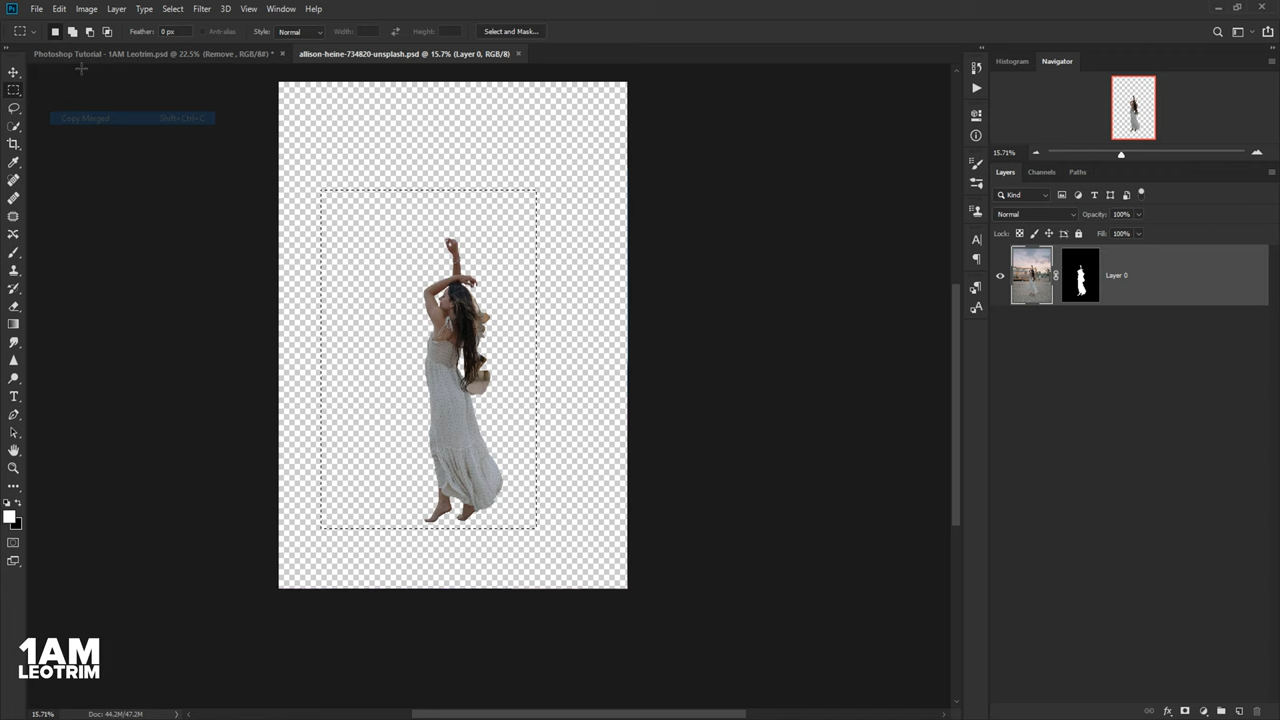 Ps File Edit Image Layer Type Select Filter 3D View Window Help
Feather: 0 px Anti-alias Style: Normal Width: Height: Select and Mask...
Photoshop Tutorial - 1AM Leotrim.psd @ 22.5% (Remove , RGB/8#) * × allison-heine-734820-unsplash.psd @ 15.7% (Layer 0, RGB/8) ×
Histogram Navigator
Copy Merged Shift+Ctrl+C
15.71%
Layers Channels Paths
Kind
Normal Opacity: 100%
Lock: Fill: 100%
Layer 0
1AM
LEOTRIM
15.71% Doc: 44.2M/47.2M